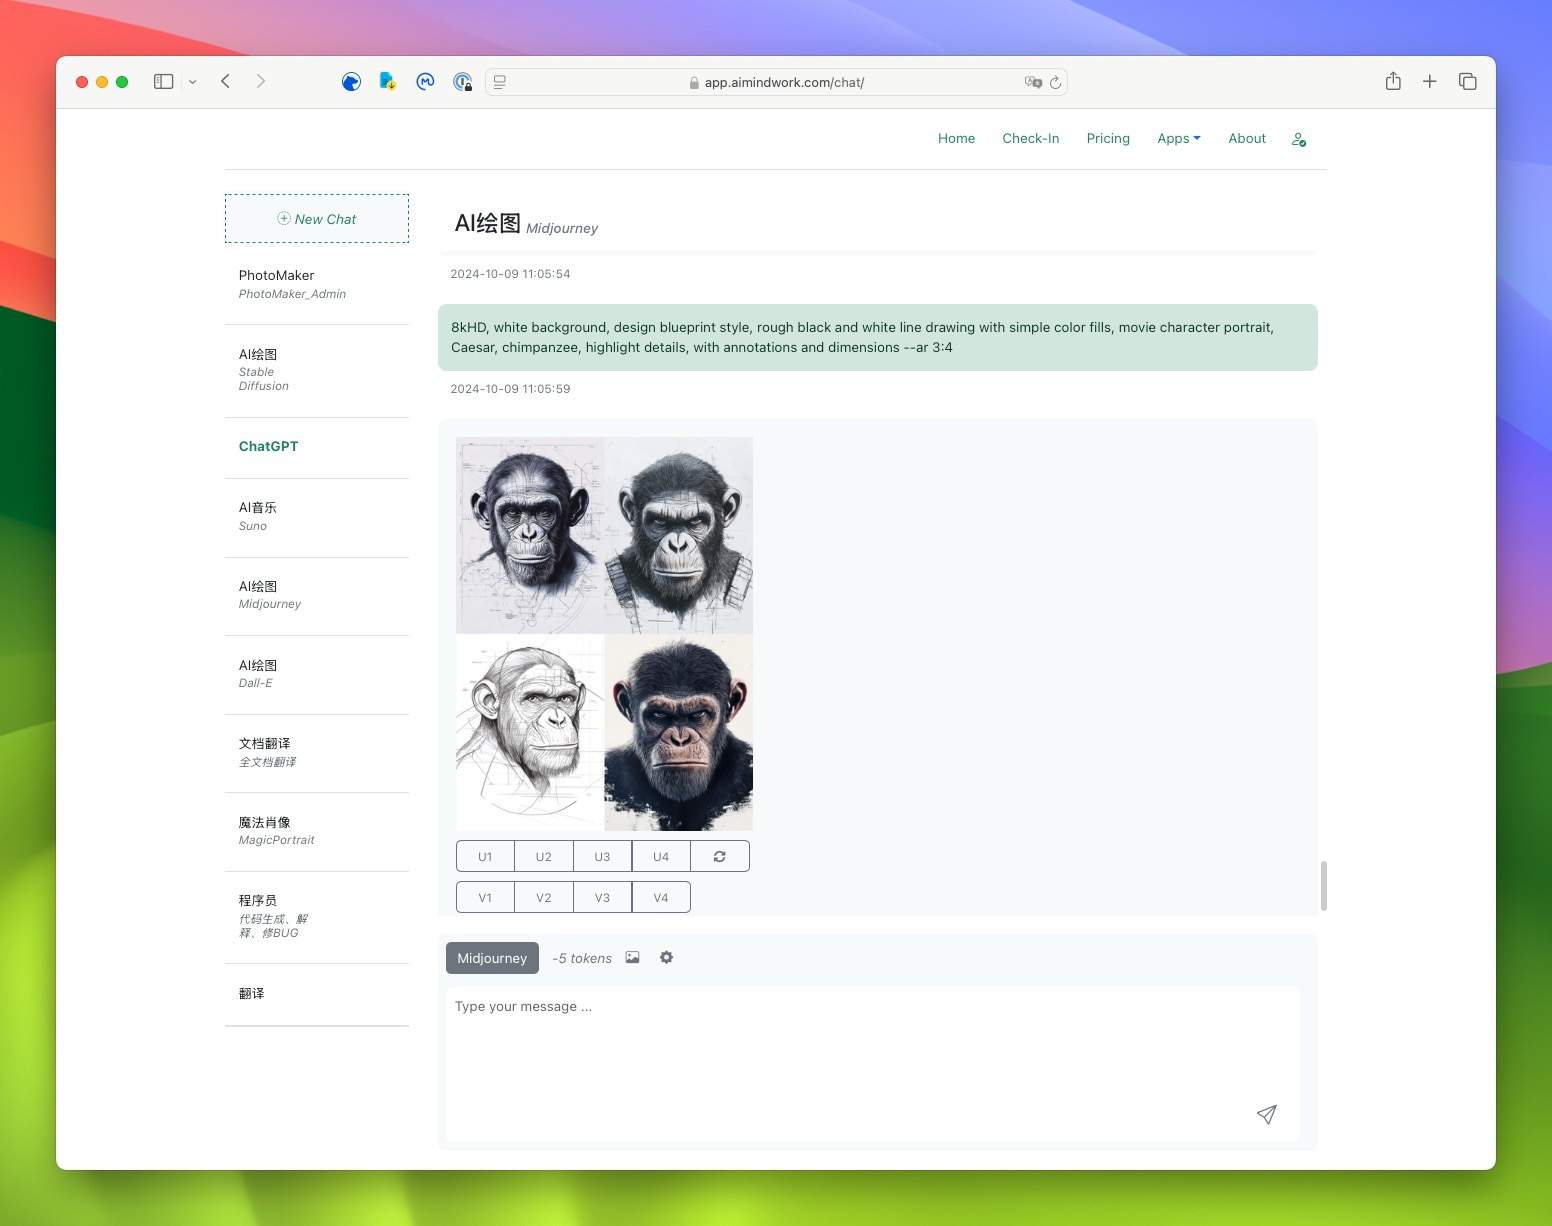 app.aimindwork.com/chat/
Home
Check-In
Pricing
Apps
About
New Chat
PhotoMaker
PhotoMaker_Admin
AI绘图
Stable
Diffusion
ChatGPT
AI音乐
Suno
AI绘图
Midjourney
AI绘图
Dall-E
文档翻译
全文档翻译
魔法肖像
MagicPortrait
程序员
代码生成、解
释、修BUG
翻译
AI绘图 Midjourney
2024-10-09 11:05:54
8kHD, white background, design blueprint style, rough black and white line drawing with simple color fills, movie character portrait,
Caesar, chimpanzee, highlight details, with annotations and dimensions --ar 3:4
2024-10-09 11:05:59
U1
U2
U3
U4
V1
V2
V3
V4
Midjourney
-5 tokens
Type your message ...